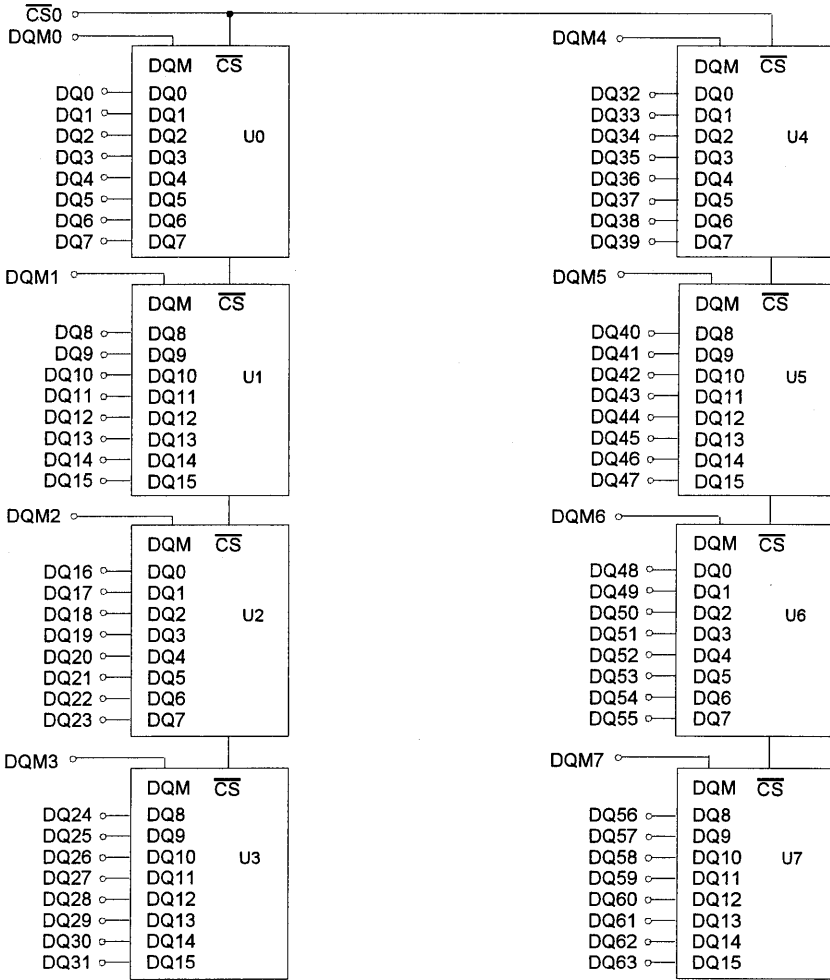 CS0
DQM0
DQM CS
DQ0 DQ0
DQ1 DQ1
DQ2 DQ2 U0
DQ3 DQ3
DQ4 DQ4
DQ5 DQ5
DQ6 DQ6
DQ7 DQ7
DQM1
DQM CS
DQ8 DQ8
DQ9 DQ9
DQ10 DQ10 U1
DQ11 DQ11
DQ12 DQ12
DQ13 DQ13
DQ14 DQ14
DQ15 DQ15
DQM2
DQM CS
DQ16 DQ0
DQ17 DQ1
DQ18 DQ2 U2
DQ19 DQ3
DQ20 DQ4
DQ21 DQ5
DQ22 DQ6
DQ23 DQ7
DQM3
DQM CS
DQ24 DQ8
DQ25 DQ9
DQ26 DQ10 U3
DQ27 DQ11
DQ28 DQ12
DQ29 DQ13
DQ30 DQ14
DQ31 DQ15
DQM4
DQM CS
DQ32 DQ0
DQ33 DQ1
DQ34 DQ2 U4
DQ35 DQ3
DQ36 DQ4
DQ37 DQ5
DQ38 DQ6
DQ39 DQ7
DQM5
DQM CS
DQ40 DQ8
DQ41 DQ9
DQ42 DQ10 U5
DQ43 DQ11
DQ44 DQ12
DQ45 DQ13
DQ46 DQ14
DQ47 DQ15
DQM6
DQM CS
DQ48 DQ0
DQ49 DQ1
DQ50 DQ2 U6
DQ51 DQ3
DQ52 DQ4
DQ53 DQ5
DQ54 DQ6
DQ55 DQ7
DQM7
DQM CS
DQ56 DQ8
DQ57 DQ9
DQ58 DQ10 U7
DQ59 DQ11
DQ60 DQ12
DQ61 DQ13
DQ62 DQ14
DQ63 DQ15